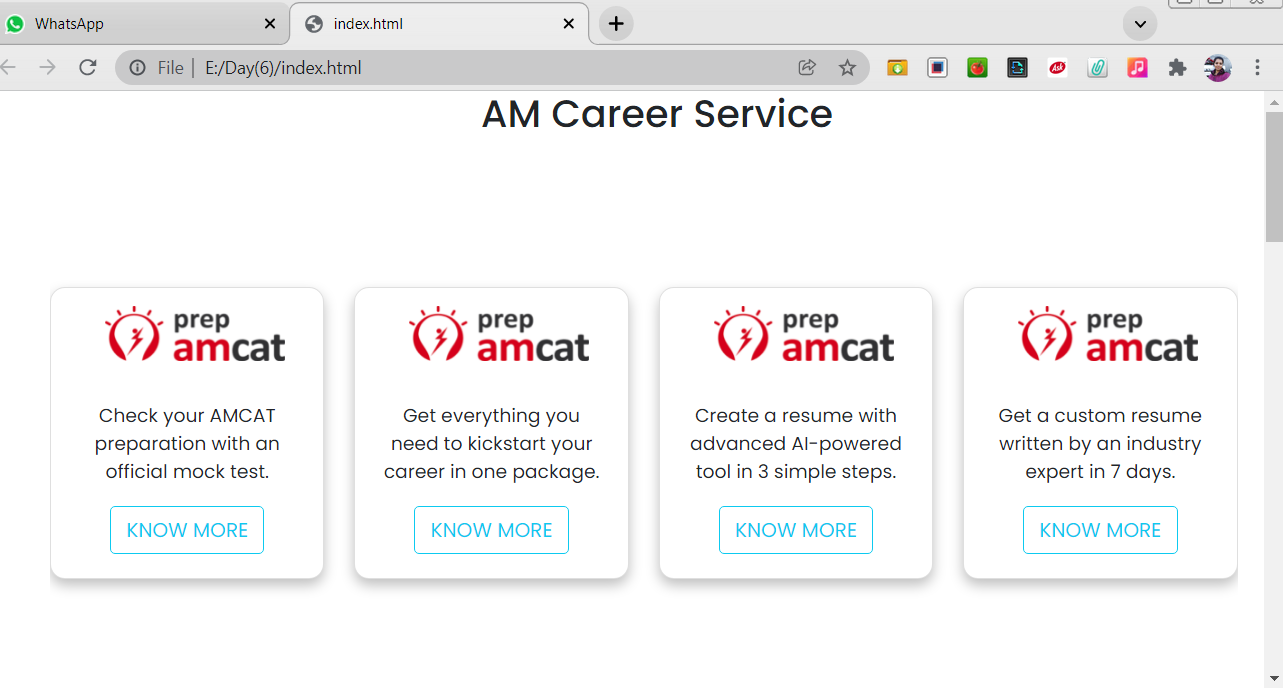 WhatsApp
index.html
File | E:/Day(6)/index.html
Ask
AM Career Service
prep
amcat
Check your AMCAT
preparation with an
official mock test.
KNOW MORE
prep
amcat
Get everything you
need to kickstart your
career in one package.
KNOW MORE
prep
amcat
Create a resume with
advanced AI-powered
tool in 3 simple steps.
KNOW MORE
prep
amcat
Get a custom resume
written by an industry
expert in 7 days.
KNOW MORE